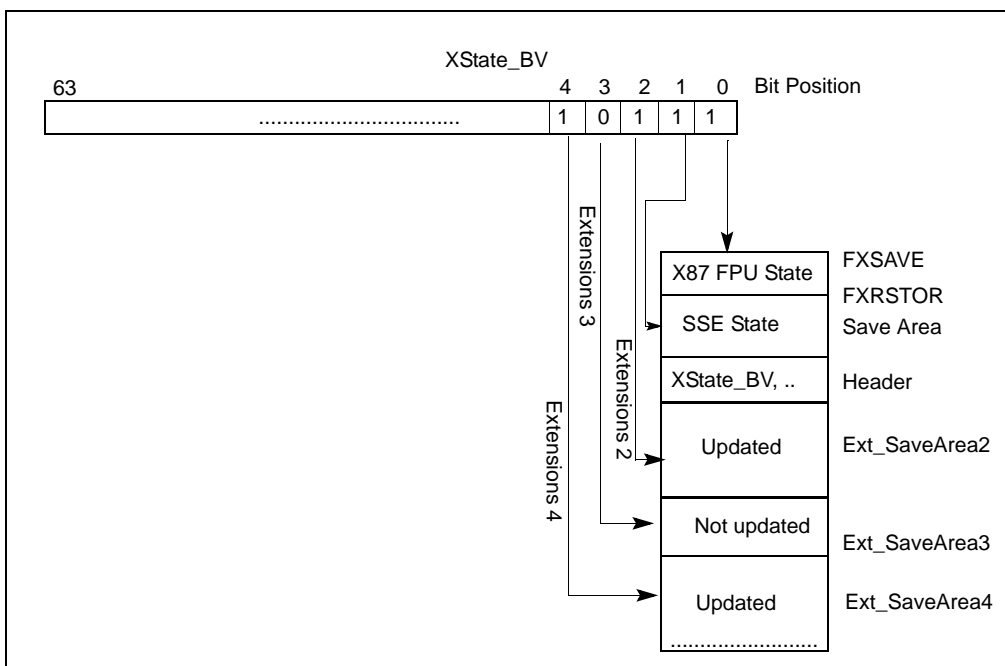 XState_BV
63 4 3 2 1 0 Bit Position
.................................. 1 0 1 1 1
Extensions 3
Extensions 2
Extensions 4
X87 FPU State
FXSAVE
FXRSTOR
SSE State
Save Area
XState_BV, ..
Header
Updated
Ext_SaveArea2
Not updated
Ext_SaveArea3
Updated
Ext_SaveArea4
.........................